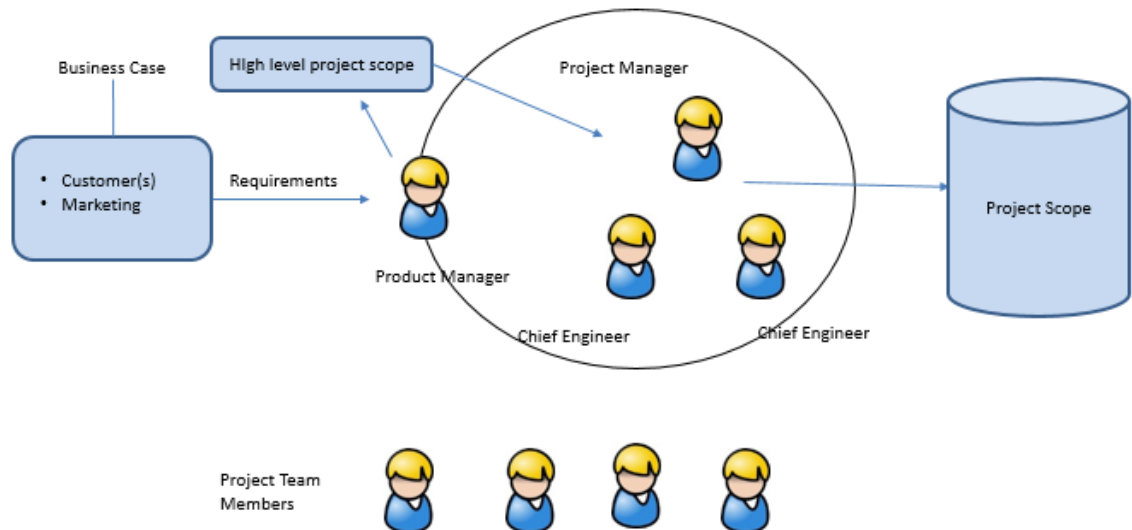 Business Case
HIgh level project scope
Project Manager
• Customer(s)
• Marketing
Requirements
Project Scope
Product Manager
Chief Engineer
Chief Engineer
Project Team
Members